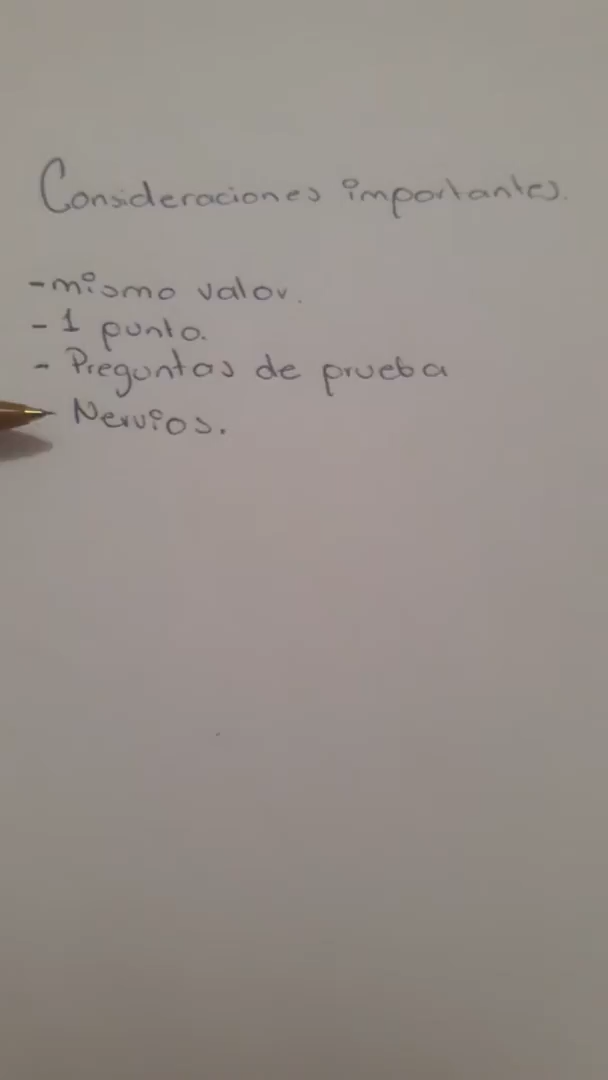 Consideraciones importantes.
- mismo valor.
- 1 punto.
- Preguntas de prueba
- Nervios.